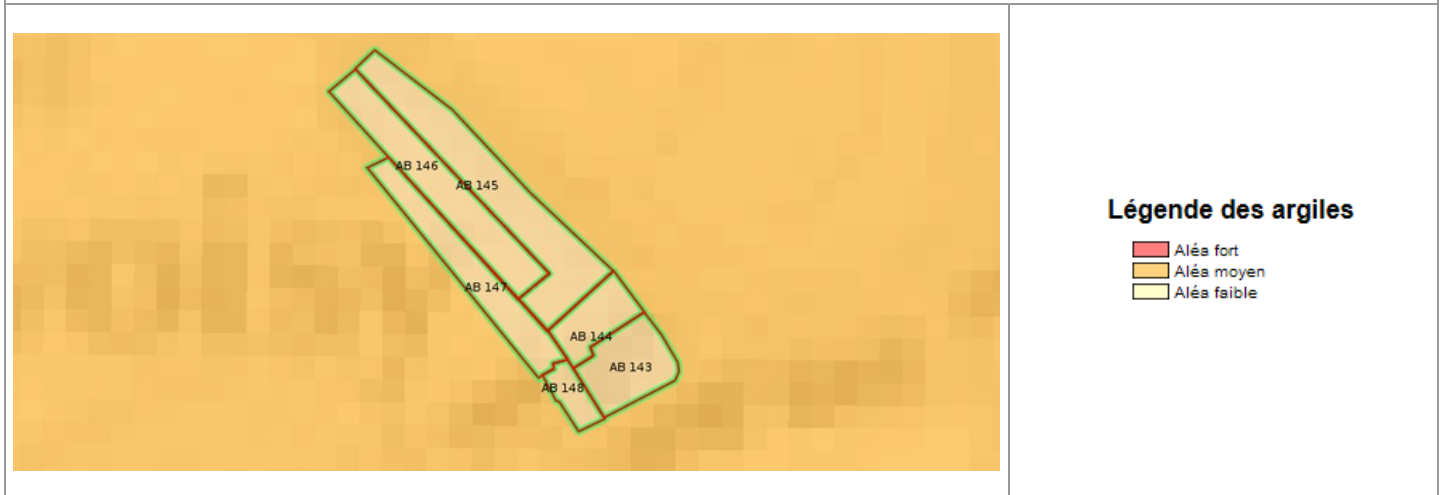 AB 146
AB 145
AB 147
AB 144
AB 143
AB 148
Légende des argiles
Aléa fort
Aléa moyen
Aléa faible